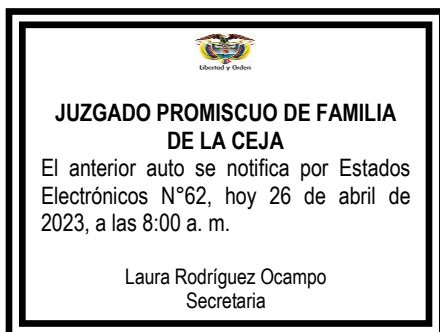 Libertad y Orden
JUZGADO PROMISCUO DE FAMILIA
DE LA CEJA
El anterior auto se notifica por Estados
Electrónicos N°62, hoy 26 de abril de
2023, a las 8:00 a. m.
Laura Rodríguez Ocampo
Secretaria